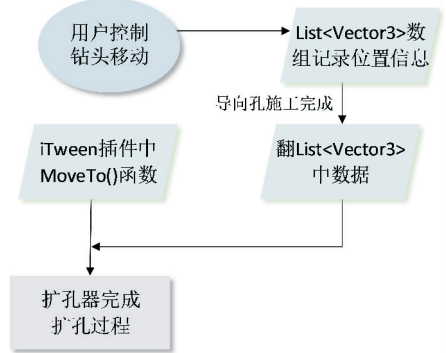 用户控制
钻头移动
List<Vector3>数
组记录位置信息
导向孔施工完成
iTween插件中
MoveTo()函数
翻List<Vector3>
中数据
扩孔器完成
扩孔过程